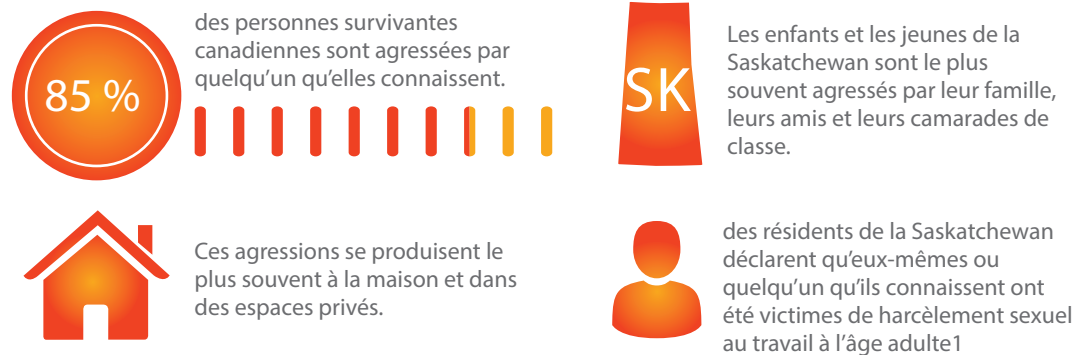 85 %
des personnes survivantes
canadiennes sont agressées par
quelqu'un qu'elles connaissent.
SK
Les enfants et les jeunes de la
Saskatchewan sont le plus
souvent agressés par leur famille,
leurs amis et leurs camarades de
classe.
Ces agressions se produisent le
plus souvent à la maison et dans
des espaces privés.
des résidents de la Saskatchewan
déclarent qu'eux-mêmes ou
quelqu'un qu'ils connaissent ont
été victimes de harcèlement sexuel
au travail à l'âge adulte1